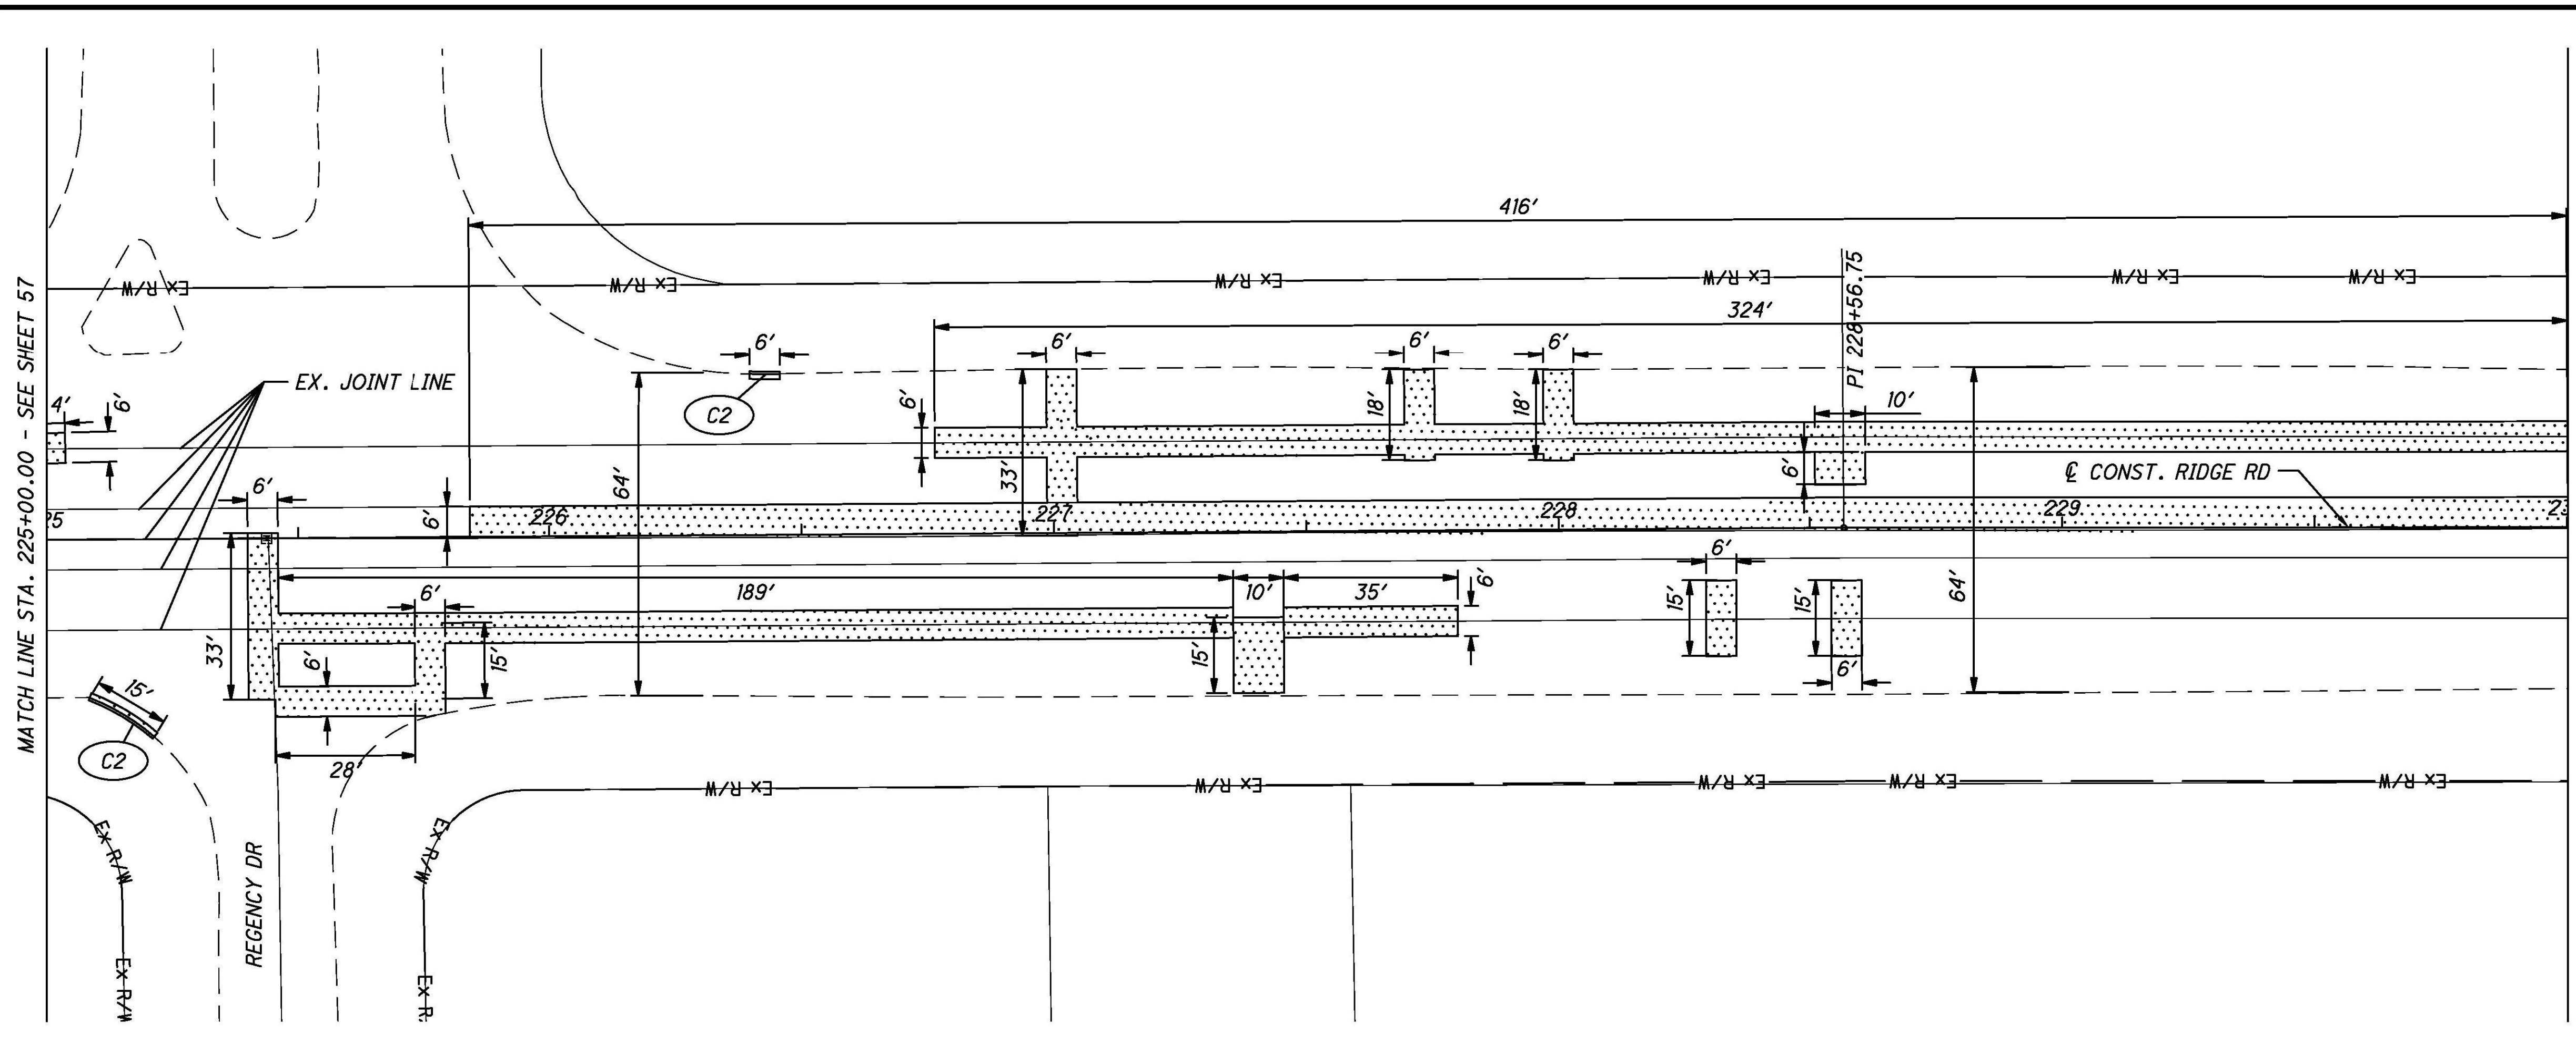 416'
Ex R/W
Ex R/W
Ex R/W
Ex R/W
Ex R/W
Ex R/W
PI 228+56.75
324'
MATCH LINE STA. 225+00.00 - SEE SHEET 57
6'
6'
6'
6'
EX. JOINT LINE
4'
6'
C2
6'
33'
18'
18'
10'
6'
64'
℄ CONST. RIDGE RD
6'
6'
25
226
227
228
229
23
6'
189'
10'
35'
6'
6'
15'
15'
64'
33'
6'
15'
15'
6'
15'
C2
28'
Ex R/W
Ex R/W
Ex R/W
Ex R/W
Ex R/W
Ex R/W
Ex R/W
REGENCY DR
Ex R/W
Ex R